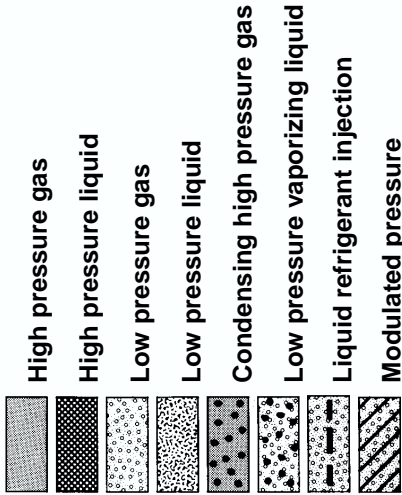 High pressure gas
High pressure liquid
Low pressure gas
Low pressure liquid
Condensing high pressure gas
Low pressure vaporizing liquid
Liquid refrigerant injection
Modulated pressure